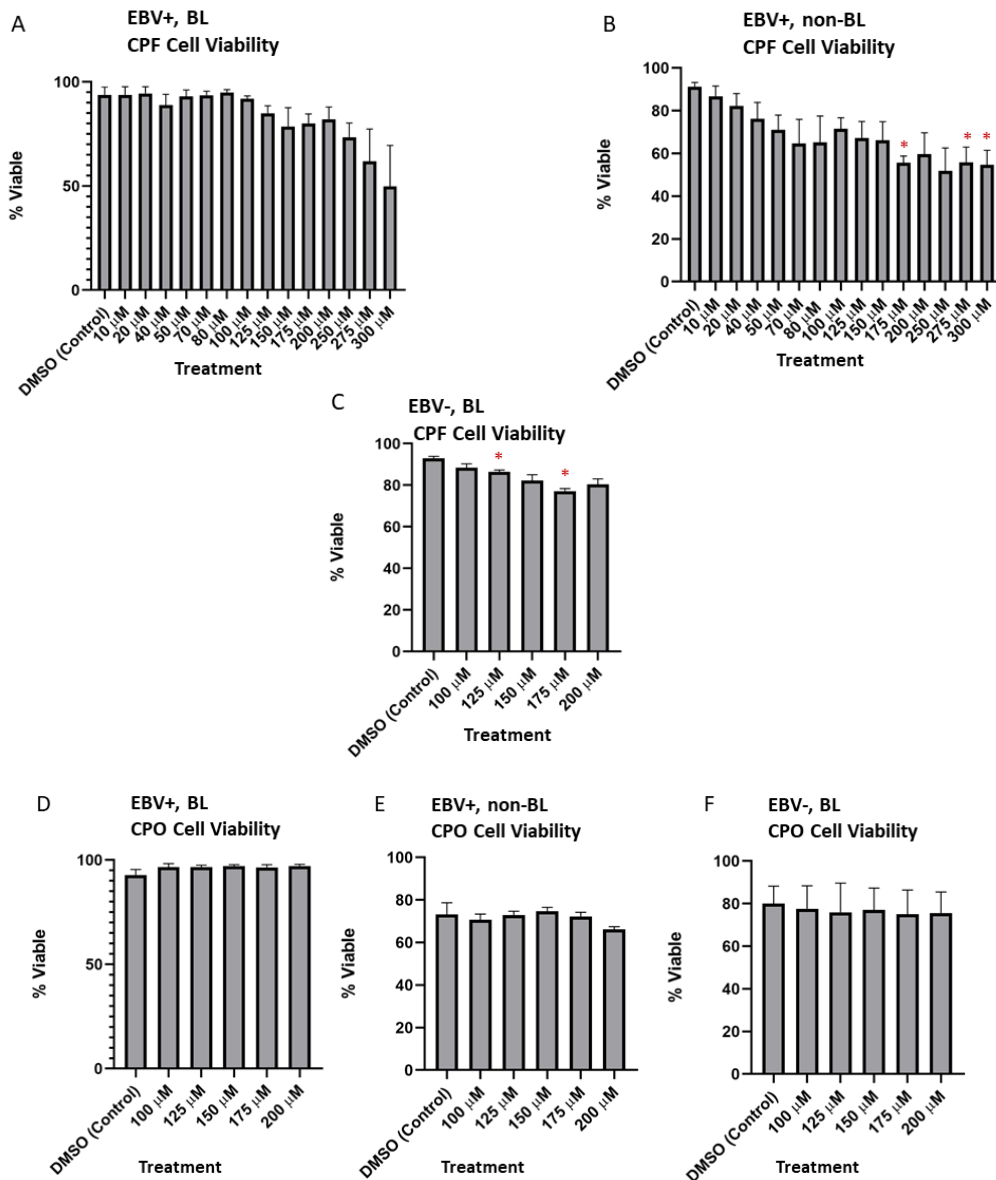 A
EBV+, BL
CPF Cell Viability
% Viable
100
50
0
DMSO (Control)
10 µM
20 µM
40 µM
50 µM
70 µM
80 µM
100 µM
125 µM
150 µM
175 µM
200 µM
250 µM
275 µM
300 µM
Treatment
B
EBV+, non-BL
CPF Cell Viability
% Viable
100
80
60
40
20
0
* * *
DMSO (Control)
10 µM
20 µM
40 µM
50 µM
70 µM
80 µM
100 µM
125 µM
150 µM
175 µM
200 µM
250 µM
275 µM
300 µM
Treatment
C
EBV-, BL
CPF Cell Viability
% Viable
100
80
60
40
20
0
* *
DMSO (Control)
100 µM
125 µM
150 µM
175 µM
200 µM
Treatment
D
EBV+, BL
CPO Cell Viability
% Viable
100
50
0
DMSO (Control)
100 µM
125 µM
150 µM
175 µM
200 µM
Treatment
E
EBV+, non-BL
CPO Cell Viability
% Viable
100
80
60
40
20
0
DMSO (Control)
100 µM
125 µM
150 µM
175 µM
200 µM
Treatment
F
EBV-, BL
CPO Cell Viability
% Viable
100
80
60
40
20
0
DMSO (Control)
100 µM
125 µM
150 µM
175 µM
200 µM
Treatment